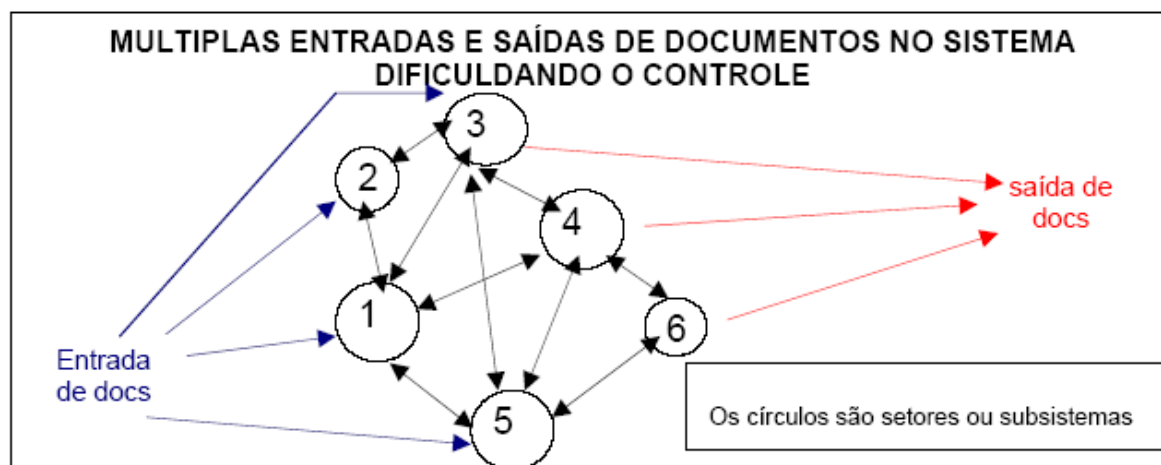 MULTIPLAS ENTRADAS E SAÍDAS DE DOCUMENTOS NO SISTEMA
DIFICULDANDO O CONTROLE
3
2
saída de
docs
4
1
6
Entrada
de docs
5
Os círculos são setores ou subsistemas